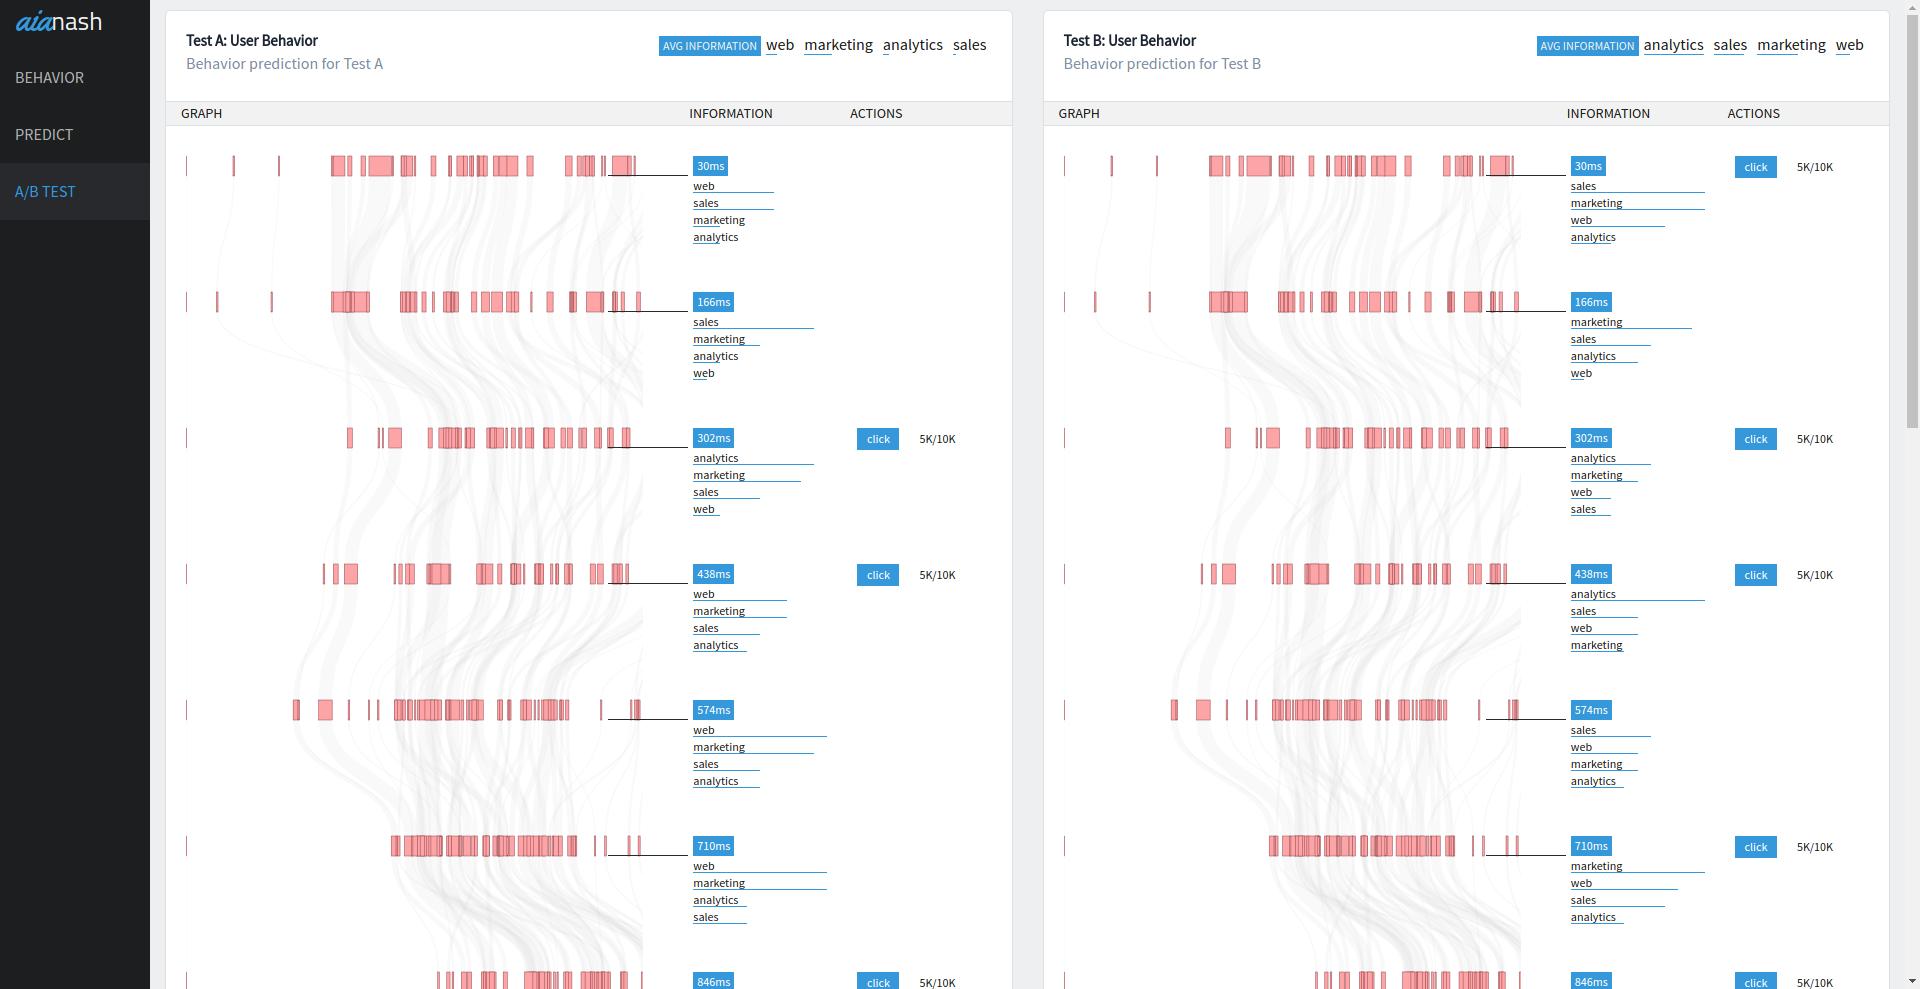 aianash
BEHAVIOR
PREDICT
A/B TEST
Test A: User Behavior
Behavior prediction for Test A
AVG INFORMATION web marketing analytics sales
GRAPH INFORMATION ACTIONS
30ms
web
sales
marketing
analytics
166ms
sales
marketing
analytics
web
302ms click 5K/10K
analytics
marketing
sales
web
438ms click 5K/10K
web
marketing
sales
analytics
574ms
web
marketing
sales
analytics
710ms
web
marketing
analytics
sales
846ms click 5K/10K
Test B: User Behavior
Behavior prediction for Test B
AVG INFORMATION analytics sales marketing web
GRAPH INFORMATION ACTIONS
30ms click 5K/10K
sales
marketing
web
analytics
166ms
marketing
sales
analytics
web
302ms click 5K/10K
analytics
marketing
web
sales
438ms click 5K/10K
analytics
sales
web
marketing
574ms
sales
web
marketing
analytics
710ms click 5K/10K
marketing
web
sales
analytics
846ms click 5K/10K